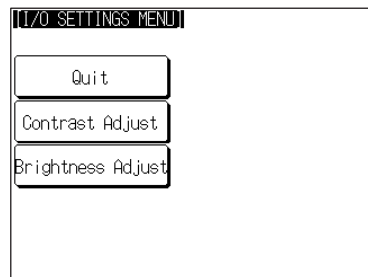 [I/O SETTINGS MENU]
Quit
Contrast Adjust
Brightness Adjust